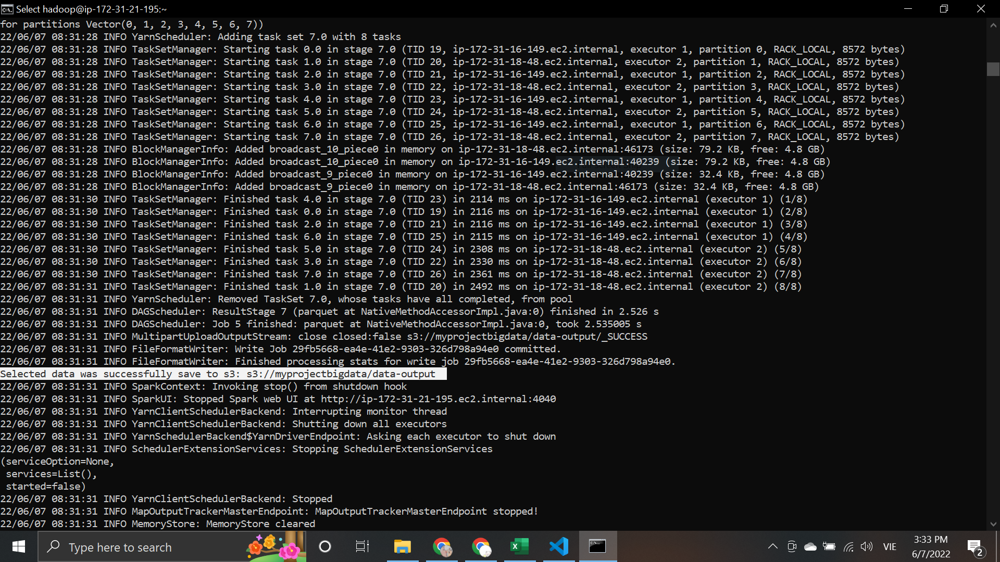 Select hadoop@ip-172-31-21-195:~
for partitions Vector(0, 1, 2, 3, 4, 5, 6, 7))
22/06/07 08:31:28 INFO YarnScheduler: Adding task set 7.0 with 8 tasks
22/06/07 08:31:28 INFO TaskSetManager: Starting task 0.0 in stage 7.0 (TID 19, ip-172-31-16-149.ec2.internal, executor 1, partition 0, RACK_LOCAL, 8572 bytes)
22/06/07 08:31:28 INFO TaskSetManager: Starting task 1.0 in stage 7.0 (TID 20, ip-172-31-18-48.ec2.internal, executor 2, partition 1, RACK_LOCAL, 8572 bytes)
22/06/07 08:31:28 INFO TaskSetManager: Starting task 2.0 in stage 7.0 (TID 21, ip-172-31-16-149.ec2.internal, executor 1, partition 2, RACK_LOCAL, 8572 bytes)
22/06/07 08:31:28 INFO TaskSetManager: Starting task 3.0 in stage 7.0 (TID 22, ip-172-31-18-48.ec2.internal, executor 2, partition 3, RACK_LOCAL, 8572 bytes)
22/06/07 08:31:28 INFO TaskSetManager: Starting task 4.0 in stage 7.0 (TID 23, ip-172-31-16-149.ec2.internal, executor 1, partition 4, RACK_LOCAL, 8572 bytes)
22/06/07 08:31:28 INFO TaskSetManager: Starting task 5.0 in stage 7.0 (TID 24, ip-172-31-18-48.ec2.internal, executor 2, partition 5, RACK_LOCAL, 8572 bytes)
22/06/07 08:31:28 INFO TaskSetManager: Starting task 6.0 in stage 7.0 (TID 25, ip-172-31-16-149.ec2.internal, executor 1, partition 6, RACK_LOCAL, 8572 bytes)
22/06/07 08:31:28 INFO TaskSetManager: Starting task 7.0 in stage 7.0 (TID 26, ip-172-31-18-48.ec2.internal, executor 2, partition 7, RACK_LOCAL, 8572 bytes)
22/06/07 08:31:28 INFO BlockManagerInfo: Added broadcast_10_piece0 in memory on ip-172-31-18-48.ec2.internal:46173 (size: 79.2 KB, free: 4.8 GB)
22/06/07 08:31:28 INFO BlockManagerInfo: Added broadcast_10_piece0 in memory on ip-172-31-16-149.ec2.internal:40239 (size: 79.2 KB, free: 4.8 GB)
22/06/07 08:31:28 INFO BlockManagerInfo: Added broadcast_9_piece0 in memory on ip-172-31-16-149.ec2.internal:40239 (size: 32.4 KB, free: 4.8 GB)
22/06/07 08:31:28 INFO BlockManagerInfo: Added broadcast_9_piece0 in memory on ip-172-31-18-48.ec2.internal:46173 (size: 32.4 KB, free: 4.8 GB)
22/06/07 08:31:30 INFO TaskSetManager: Finished task 4.0 in stage 7.0 (TID 23) in 2114 ms on ip-172-31-16-149.ec2.internal (executor 1) (1/8)
22/06/07 08:31:30 INFO TaskSetManager: Finished task 0.0 in stage 7.0 (TID 19) in 2116 ms on ip-172-31-16-149.ec2.internal (executor 1) (2/8)
22/06/07 08:31:30 INFO TaskSetManager: Finished task 2.0 in stage 7.0 (TID 21) in 2116 ms on ip-172-31-16-149.ec2.internal (executor 1) (3/8)
22/06/07 08:31:30 INFO TaskSetManager: Finished task 6.0 in stage 7.0 (TID 25) in 2115 ms on ip-172-31-16-149.ec2.internal (executor 1) (4/8)
22/06/07 08:31:30 INFO TaskSetManager: Finished task 5.0 in stage 7.0 (TID 24) in 2308 ms on ip-172-31-18-48.ec2.internal (executor 2) (5/8)
22/06/07 08:31:30 INFO TaskSetManager: Finished task 3.0 in stage 7.0 (TID 22) in 2330 ms on ip-172-31-18-48.ec2.internal (executor 2) (6/8)
22/06/07 08:31:30 INFO TaskSetManager: Finished task 7.0 in stage 7.0 (TID 26) in 2361 ms on ip-172-31-18-48.ec2.internal (executor 2) (7/8)
22/06/07 08:31:31 INFO TaskSetManager: Finished task 1.0 in stage 7.0 (TID 20) in 2492 ms on ip-172-31-18-48.ec2.internal (executor 2) (8/8)
22/06/07 08:31:31 INFO YarnScheduler: Removed TaskSet 7.0, whose tasks have all completed, from pool
22/06/07 08:31:31 INFO DAGScheduler: ResultStage 7 (parquet at NativeMethodAccessorImpl.java:0) finished in 2.526 s
22/06/07 08:31:31 INFO DAGScheduler: Job 5 finished: parquet at NativeMethodAccessorImpl.java:0, took 2.535005 s
22/06/07 08:31:31 INFO MultipartUploadOutputStream: close closed:false s3://myprojectbigdata/data-output/_SUCCESS
22/06/07 08:31:31 INFO FileFormatWriter: Write Job 29fb5668-ea4e-41e2-9303-326d798a94e0 committed.
22/06/07 08:31:31 INFO FileFormatWriter: Finished processing stats for write job 29fb5668-ea4e-41e2-9303-326d798a94e0.
Selected data was successfully save to s3: s3://myprojectbigdata/data-output
22/06/07 08:31:31 INFO SparkContext: Invoking stop() from shutdown hook
22/06/07 08:31:31 INFO SparkUI: Stopped Spark web UI at http://ip-172-31-21-195.ec2.internal:4040
22/06/07 08:31:31 INFO YarnClientSchedulerBackend: Interrupting monitor thread
22/06/07 08:31:31 INFO YarnClientSchedulerBackend: Shutting down all executors
22/06/07 08:31:31 INFO YarnSchedulerBackend$YarnDriverEndpoint: Asking each executor to shut down
22/06/07 08:31:31 INFO SchedulerExtensionServices: Stopping SchedulerExtensionServices
(serviceOption=None,
 services=List(),
 started=false)
22/06/07 08:31:31 INFO YarnClientSchedulerBackend: Stopped
22/06/07 08:31:31 INFO MapOutputTrackerMasterEndpoint: MapOutputTrackerMasterEndpoint stopped!
22/06/07 08:31:31 INFO MemoryStore: MemoryStore cleared
Type here to search
VIE
3:33 PM
6/7/2022
2